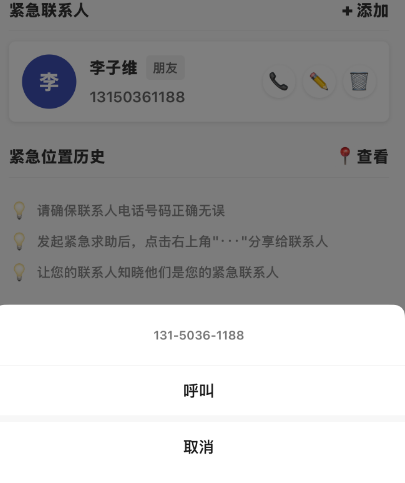 紧急联系人
+ 添加
李
李子维 朋友
13150361188
紧急位置历史
查看
请确保联系人电话号码正确无误
发起紧急求助后，点击右上角"···"分享给联系人
让您的联系人知晓他们是您的紧急联系人
131-5036-1188
呼叫
取消